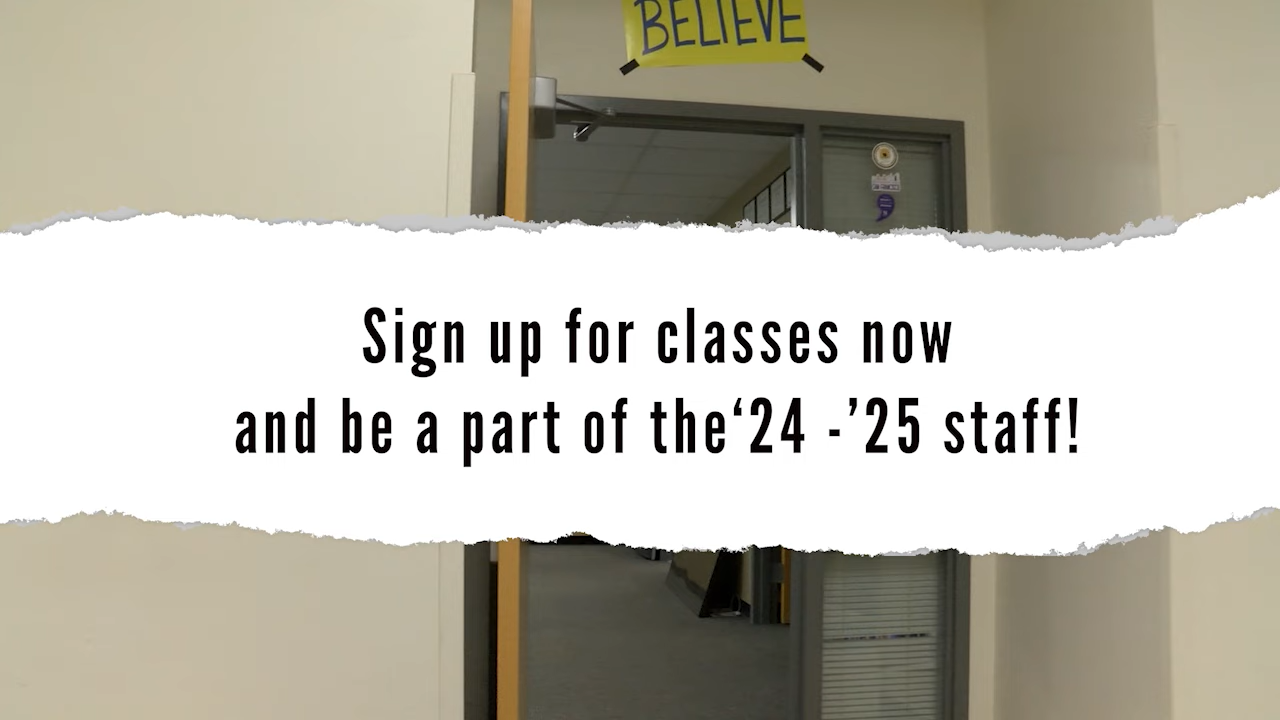 BELIEVE
Sign up for classes now
and be a part of the‘24 -’25 staff!